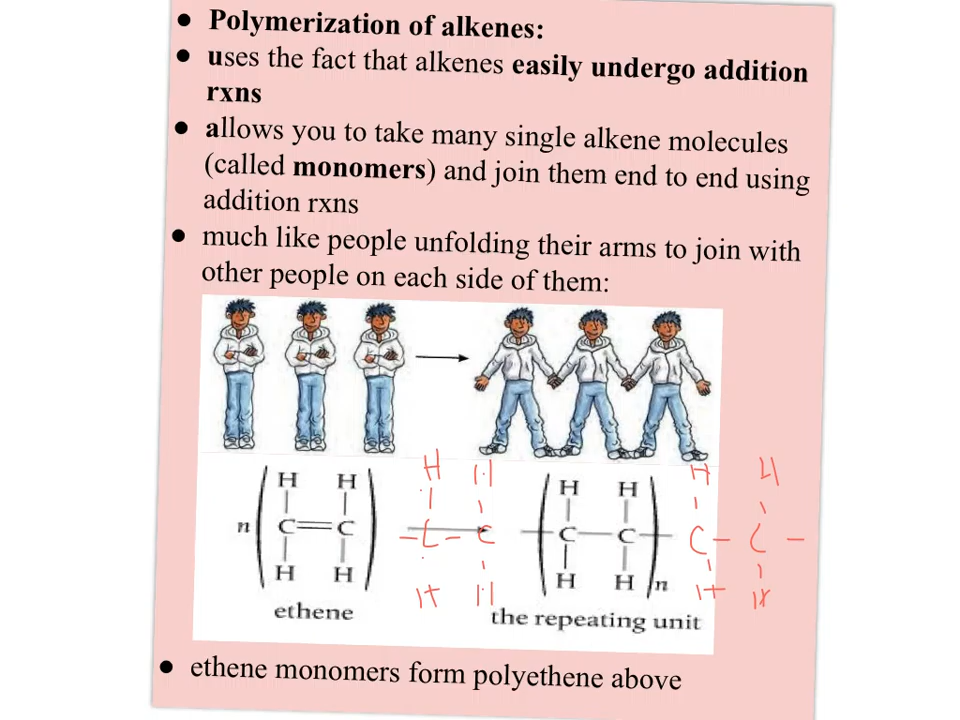 ● Polymerization of alkenes:
● uses the fact that alkenes easily undergo addition
rxns
● allows you to take many single alkene molecules
(called monomers) and join them end to end using
addition rxns
● much like people unfolding their arms to join with
other people on each side of them:
H H H H H H H H
n C=C -C-C -C-C- C-C-
H H H H H H n H H
ethene
the repeating unit
● ethene monomers form polyethene above